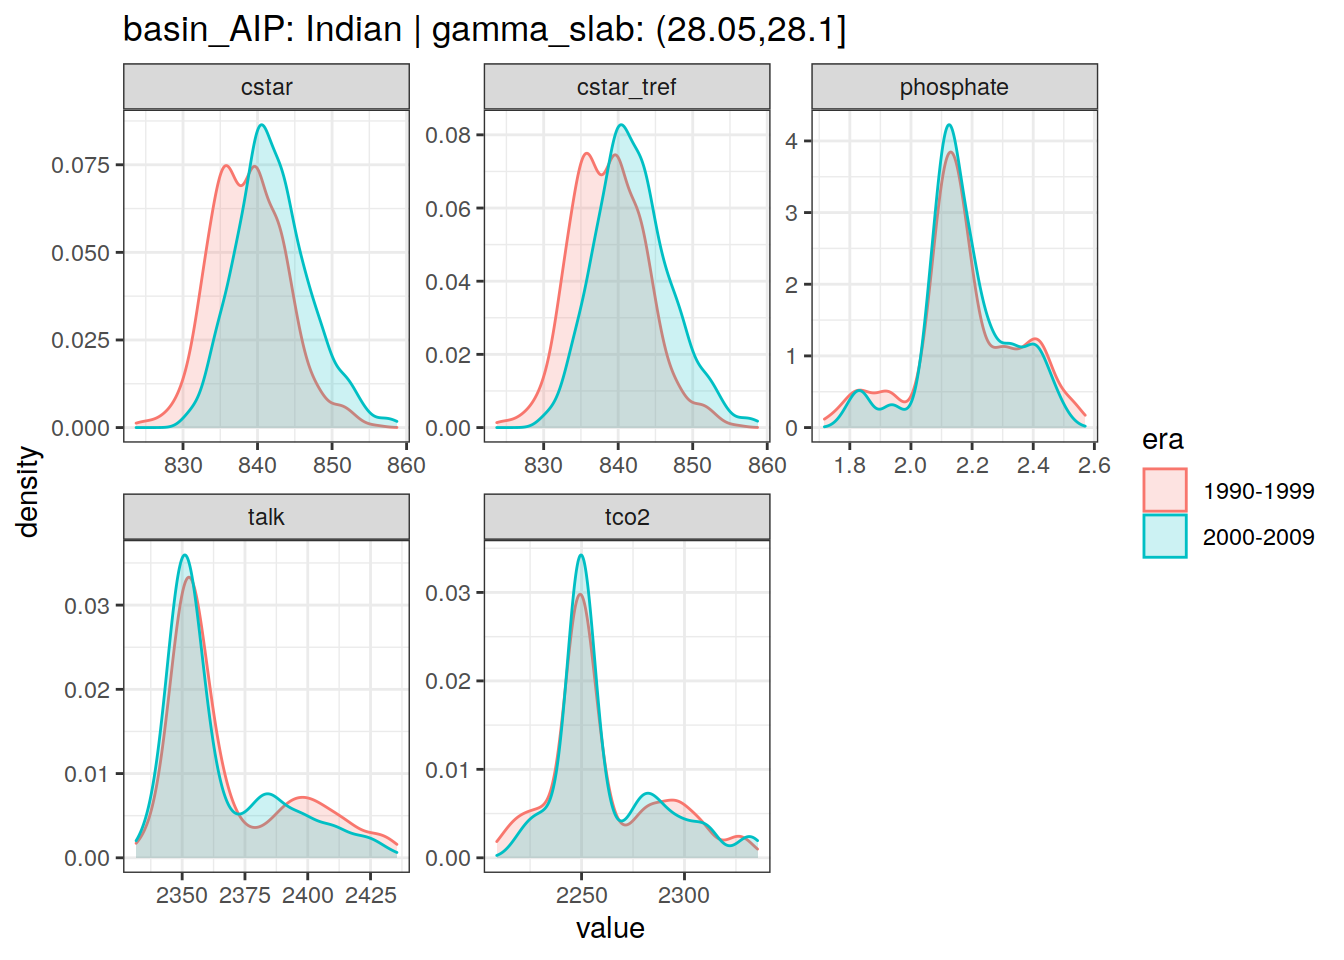 basin_AIP: Indian | gamma_slab: (28.05,28.1]
cstar
cstar_tref
phosphate
0.075
0.050
0.025
0.000
830 840 850 860
0.08
0.06
0.04
0.02
0.00
830 840 850 860
4
3
2
1
0
1.8 2.0 2.2 2.4 2.6
density
talk
tco2
0.03
0.02
0.01
0.00
2350 2375 2400 2425
0.03
0.02
0.01
0.00
2250 2300
value
era
1990-1999
2000-2009